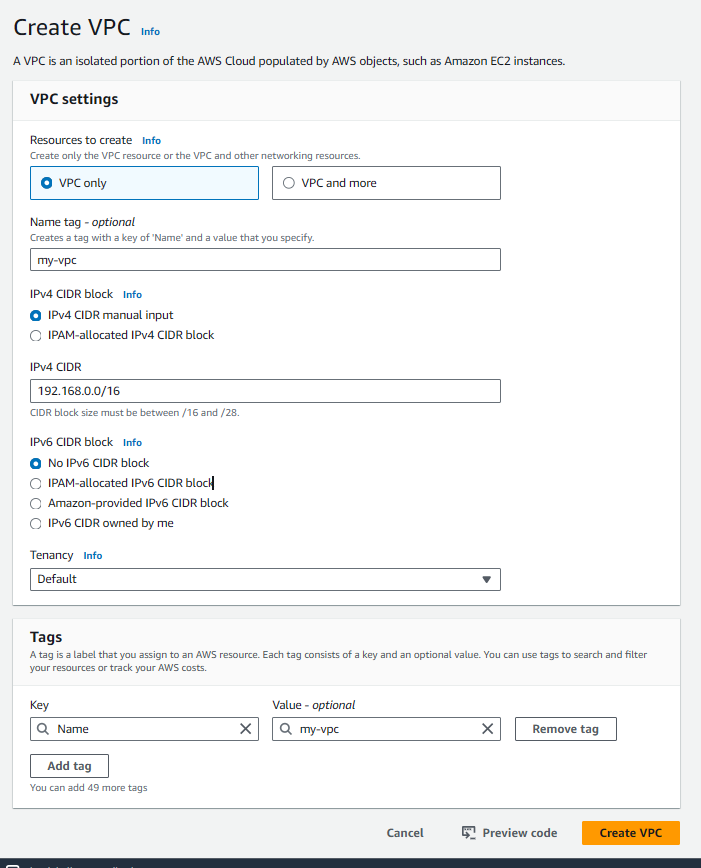 Create VPC Info
A VPC is an isolated portion of the AWS Cloud populated by AWS objects, such as Amazon EC2 instances.
VPC settings
Resources to create Info
Create only the VPC resource or the VPC and other networking resources.
VPC only
VPC and more
Name tag - optional
Creates a tag with a key of 'Name' and a value that you specify.
my-vpc
IPv4 CIDR block Info
IPv4 CIDR manual input
IPAM-allocated IPv4 CIDR block
IPv4 CIDR
192.168.0.0/16
CIDR block size must be between /16 and /28.
IPv6 CIDR block Info
No IPv6 CIDR block
IPAM-allocated IPv6 CIDR block
Amazon-provided IPv6 CIDR block
IPv6 CIDR owned by me
Tenancy Info
Default
Tags
A tag is a label that you assign to an AWS resource. Each tag consists of a key and an optional value. You can use tags to search and filter
your resources or track your AWS costs.
Key
Value - optional
Name
my-vpc
Remove tag
Add tag
You can add 49 more tags
Cancel
Preview code
Create VPC